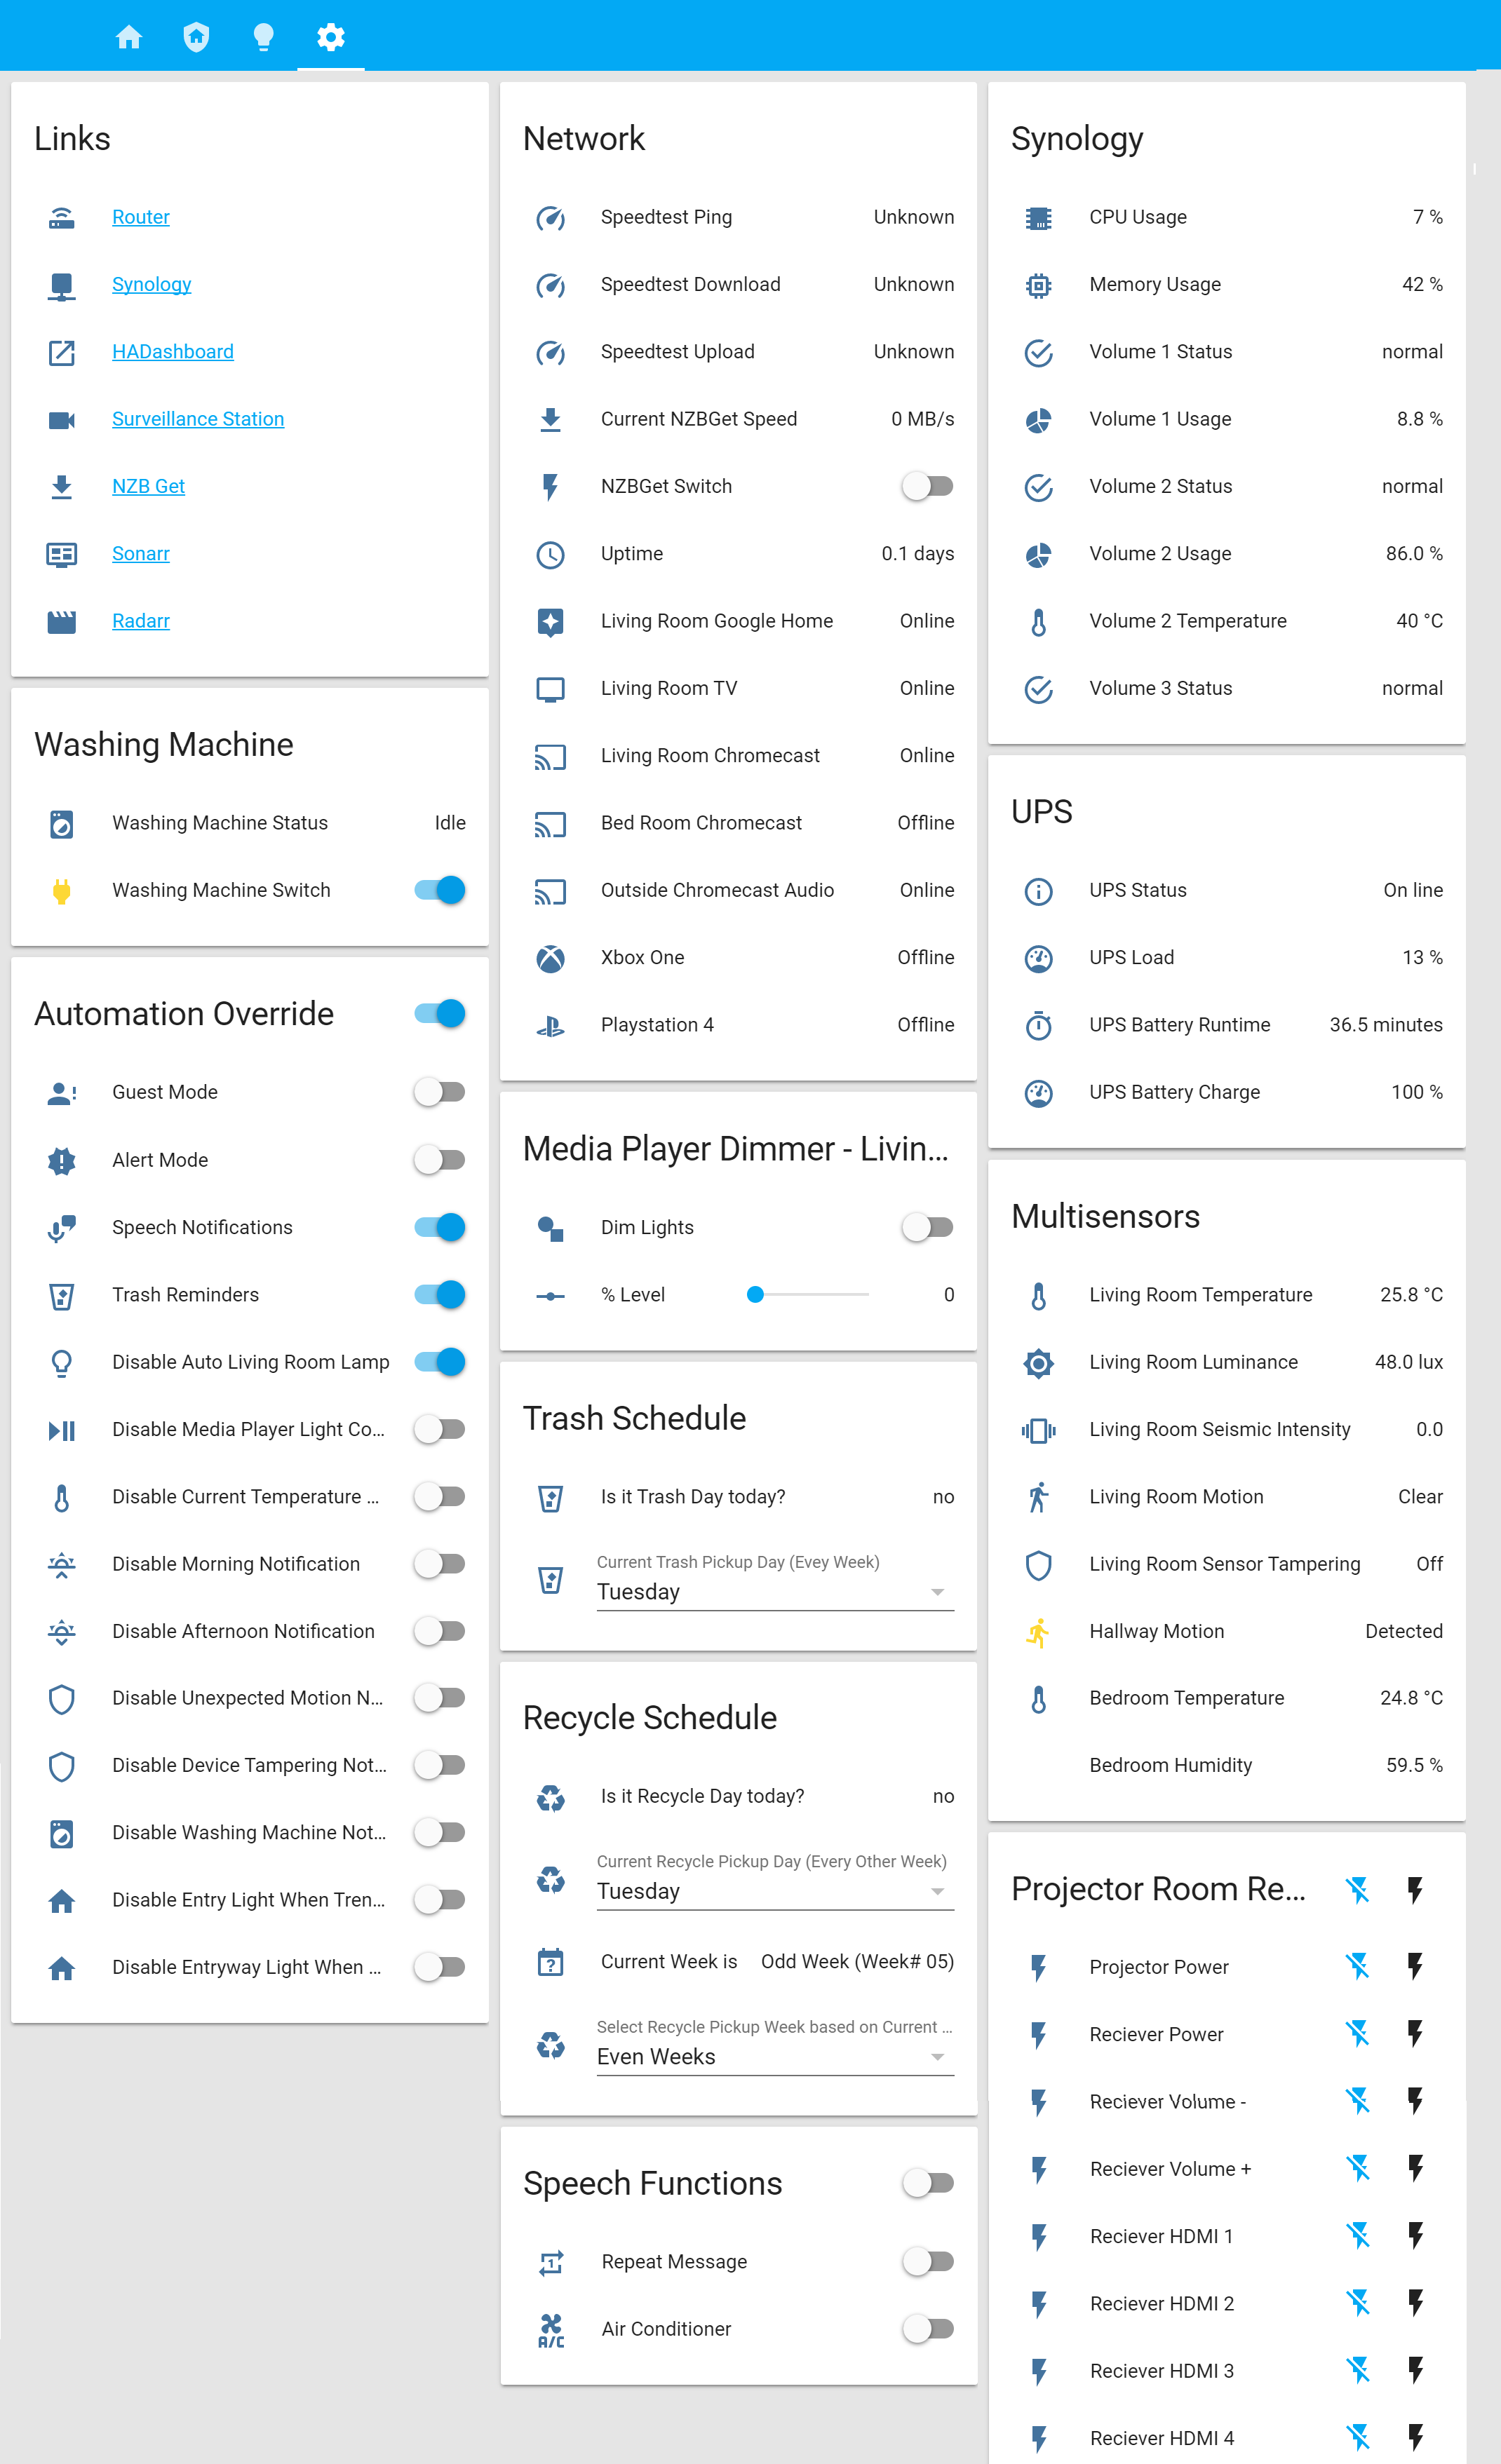 Links
Router
Synology
HADashboard
Surveillance Station
NZB Get
Sonarr
Radarr
Washing Machine
Washing Machine Status Idle
Washing Machine Switch
Automation Override
Guest Mode
Alert Mode
Speech Notifications
Trash Reminders
Disable Auto Living Room Lamp
Disable Media Player Light Co...
Disable Current Temperature ...
Disable Morning Notification
Disable Afternoon Notification
Disable Unexpected Motion N...
Disable Device Tampering Not...
Disable Washing Machine Not...
Disable Entry Light When Tren...
Disable Entryway Light When ...
Network
Speedtest Ping Unknown
Speedtest Download Unknown
Speedtest Upload Unknown
Current NZBGet Speed 0 MB/s
NZBGet Switch
Uptime 0.1 days
Living Room Google Home Online
Living Room TV Online
Living Room Chromecast Online
Bed Room Chromecast Offline
Outside Chromecast Audio Online
Xbox One Offline
Playstation 4 Offline
Media Player Dimmer - Livin...
Dim Lights
% Level 0
Trash Schedule
Is it Trash Day today? no
Current Trash Pickup Day (Evey Week)
Tuesday
Recycle Schedule
Is it Recycle Day today? no
Current Recycle Pickup Day (Every Other Week)
Tuesday
Current Week is Odd Week (Week# 05)
Select Recycle Pickup Week based on Current ...
Even Weeks
Speech Functions
1 Repeat Message
A/C Air Conditioner
Synology
CPU Usage 7 %
Memory Usage 42 %
Volume 1 Status normal
Volume 1 Usage 8.8 %
Volume 2 Status normal
Volume 2 Usage 86.0 %
Volume 2 Temperature 40 °C
Volume 3 Status normal
UPS
UPS Status On line
UPS Load 13 %
UPS Battery Runtime 36.5 minutes
UPS Battery Charge 100 %
Multisensors
Living Room Temperature 25.8 °C
Living Room Luminance 48.0 lux
Living Room Seismic Intensity 0.0
Living Room Motion Clear
Living Room Sensor Tampering Off
Hallway Motion Detected
Bedroom Temperature 24.8 °C
Bedroom Humidity 59.5 %
Projector Room Re...
Projector Power
Reciever Power
Reciever Volume -
Reciever Volume +
Reciever HDMI 1
Reciever HDMI 2
Reciever HDMI 3
Reciever HDMI 4